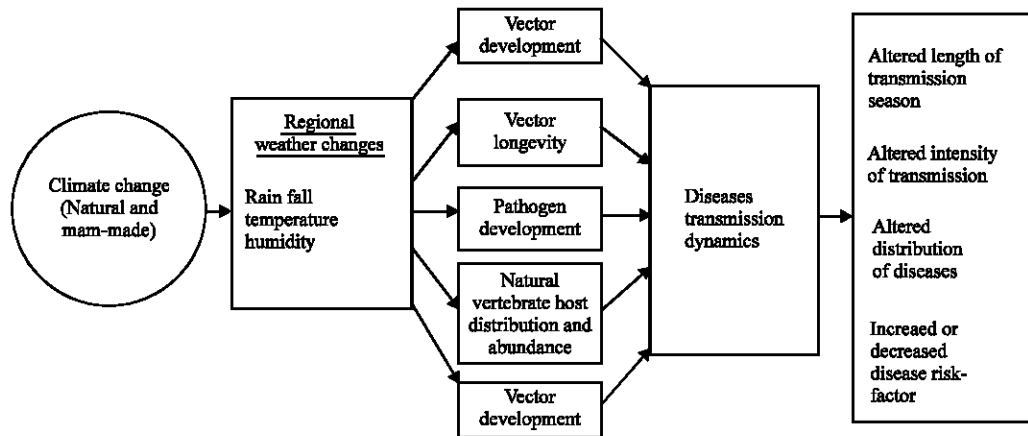 Climate change
(Natural and
mam-made)
Regional
weather changes
Rain fall
temperature
humidity
Vector
development
Vector
longevity
Pathogen
development
Natural
vertebrate host
distribution and
abundance
Vector
development
Diseases
transmission
dynamics
Altered length of
transmission
season
Altered intensity
of transmission
Altered
distribution
of diseases
Increaed or
decreased
disease risk-
factor